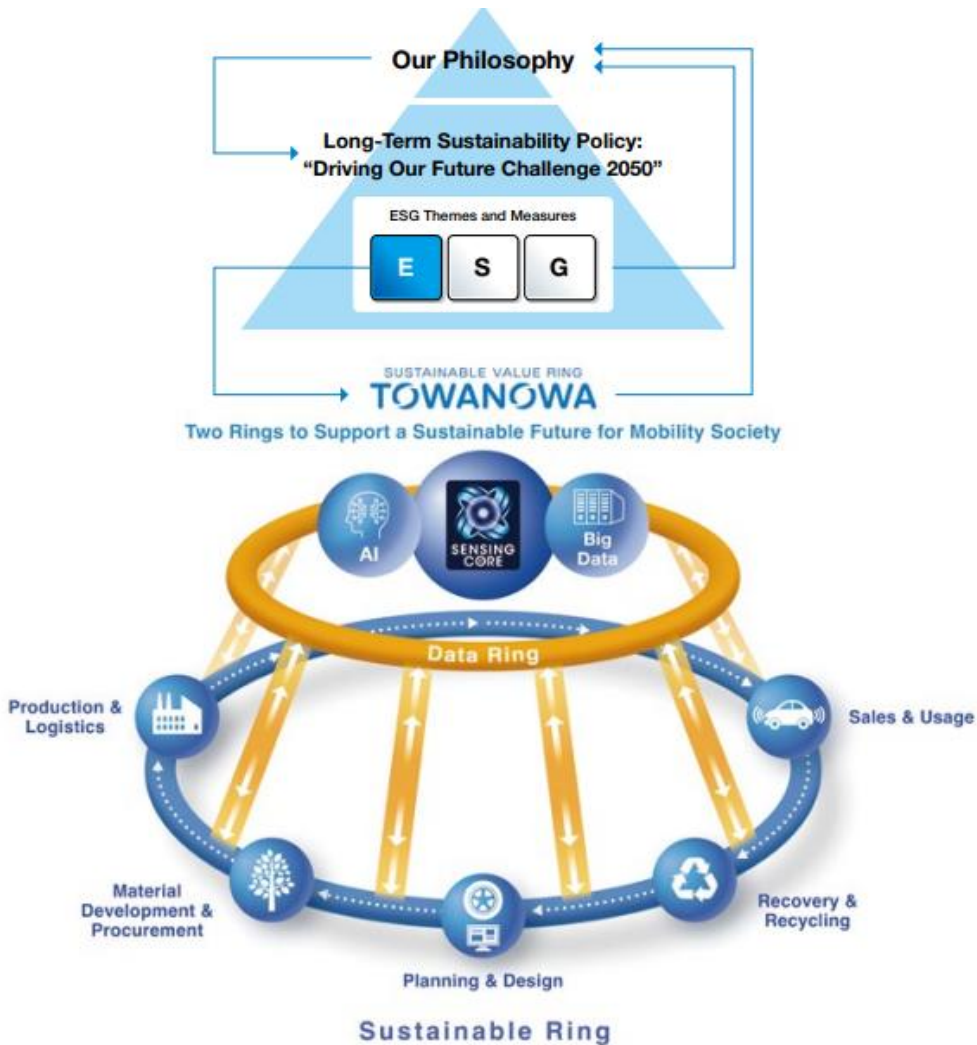 Our Philosophy
Long-Term Sustainability Policy:
“Driving Our Future Challenge 2050”
ESG Themes and Measures
E S G
SUSTAINABLE VALUE RING
TOWANOWA
Two Rings to Support a Sustainable Future for Mobility Society
AI
SENSING
CORE
Big
Data
Data Ring
Production &
Logistics
Sales & Usage
Material
Development &
Procurement
Recovery &
Recycling
Planning & Design
Sustainable Ring